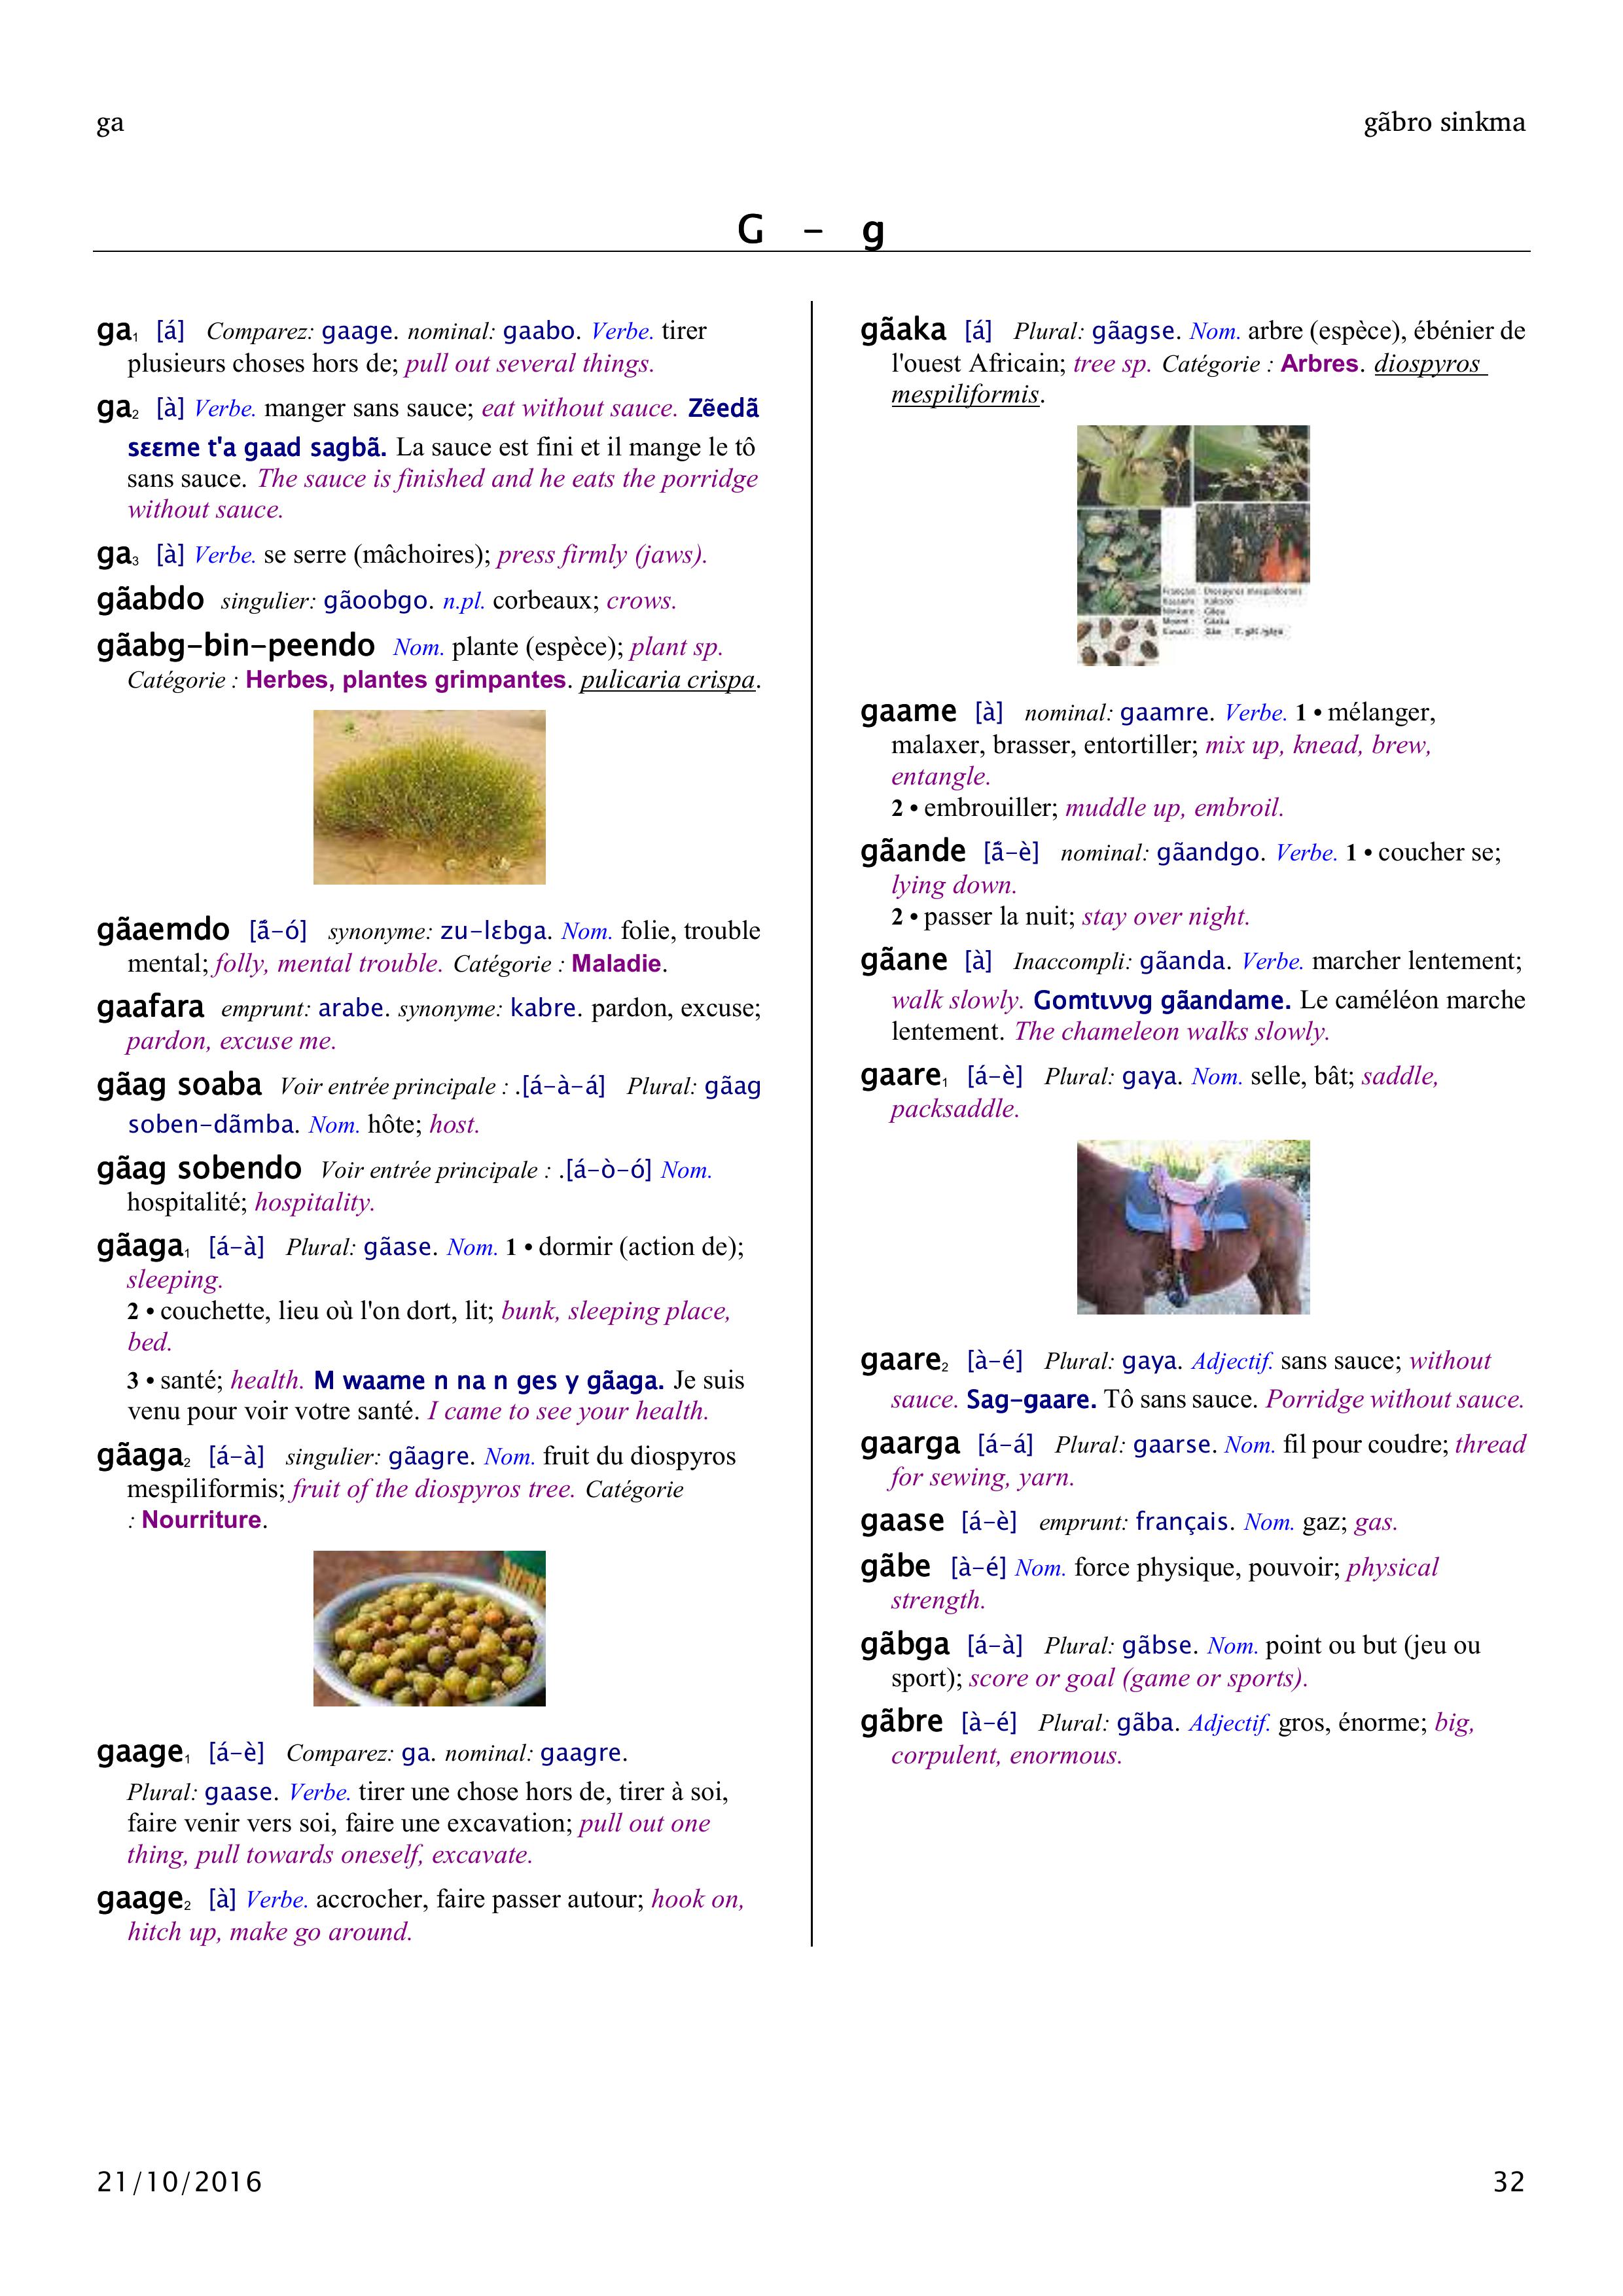 ga
gãbro sinkma
G – g
ga₁ [á] Comparez: gaage. nominal: gaabo. Verbe. tirer
plusieurs choses hors de; pull out several things.
ga₂ [à] Verbe. manger sans sauce; eat without sauce. Zẽedã
sɛɛme t'a gaad sagbã. La sauce est fini et il mange le tô
sans sauce. The sauce is finished and he eats the porridge
without sauce.
ga₃ [à] Verbe. se serre (mâchoires); press firmly (jaws).
gãabdo singulier: gãoobgo. n.pl. corbeaux; crows.
gãabg–bin–peendo Nom. plante (espèce); plant sp.
Catégorie : Herbes, plantes grimpantes. pulicaria crispa.
gãaemdo [ã́–ó] synonyme: zu–lɛbga. Nom. folie, trouble
mental; folly, mental trouble. Catégorie : Maladie.
gaafara emprunt: arabe. synonyme: kabre. pardon, excuse;
pardon, excuse me.
gãag soaba Voir entrée principale : .[á–à–á] Plural: gãag
soben–dãmba. Nom. hôte; host.
gãag sobendo Voir entrée principale : .[á–ò–ó] Nom.
hospitalité; hospitality.
gãaga₁ [á–à] Plural: gãase. Nom. 1 • dormir (action de);
sleeping.
2 • couchette, lieu où l'on dort, lit; bunk, sleeping place,
bed.
3 • santé; health. M waame n na n ges y gãaga. Je suis
venu pour voir votre santé. I came to see your health.
gãaga₂ [á–à] singulier: gãagre. Nom. fruit du diospyros
mespiliformis; fruit of the diospyros tree. Catégorie
: Nourriture.
gaage₁ [á–è] Comparez: ga. nominal: gaagre.
Plural: gaase. Verbe. tirer une chose hors de, tirer à soi,
faire venir vers soi, faire une excavation; pull out one
thing, pull towards oneself, excavate.
gaage₂ [à] Verbe. accrocher, faire passer autour; hook on,
hitch up, make go around.
gãaka [á] Plural: gãagse. Nom. arbre (espèce), ébénier de
l'ouest Africain; tree sp. Catégorie : Arbres. diospyros
mespiliformis.
gaame [à] nominal: gaamre. Verbe. 1 • mélanger,
malaxer, brasser, entortiller; mix up, knead, brew,
entangle.
2 • embrouiller; muddle up, embroil.
gãande [ã́–è] nominal: gãandgo. Verbe. 1 • coucher se;
lying down.
2 • passer la nuit; stay over night.
gãane [à] Inaccompli: gãanda. Verbe. marcher lentement;
walk slowly. Gomtɩʋʋg gãandame. Le caméléon marche
lentement. The chameleon walks slowly.
gaare₁ [á–è] Plural: gaya. Nom. selle, bât; saddle,
packsaddle.
gaare₂ [à–é] Plural: gaya. Adjectif. sans sauce; without
sauce. Sag–gaare. Tô sans sauce. Porridge without sauce.
gaarga [á–á] Plural: gaarse. Nom. fil pour coudre; thread
for sewing, yarn.
gaase [á–è] emprunt: français. Nom. gaz; gas.
gãbe [à–é] Nom. force physique, pouvoir; physical
strength.
gãbga [á–à] Plural: gãbse. Nom. point ou but (jeu ou
sport); score or goal (game or sports).
gãbre [à–é] Plural: gãba. Adjectif. gros, énorme; big,
corpulent, enormous.
21/10/2016
32